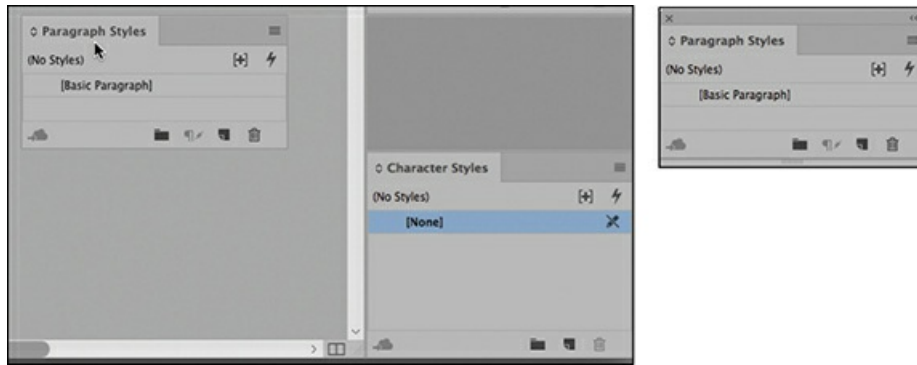 Paragraph Styles
(No Styles)
[Basic Paragraph]
Character Styles
(No Styles)
[None]
Paragraph Styles
(No Styles)
[Basic Paragraph]